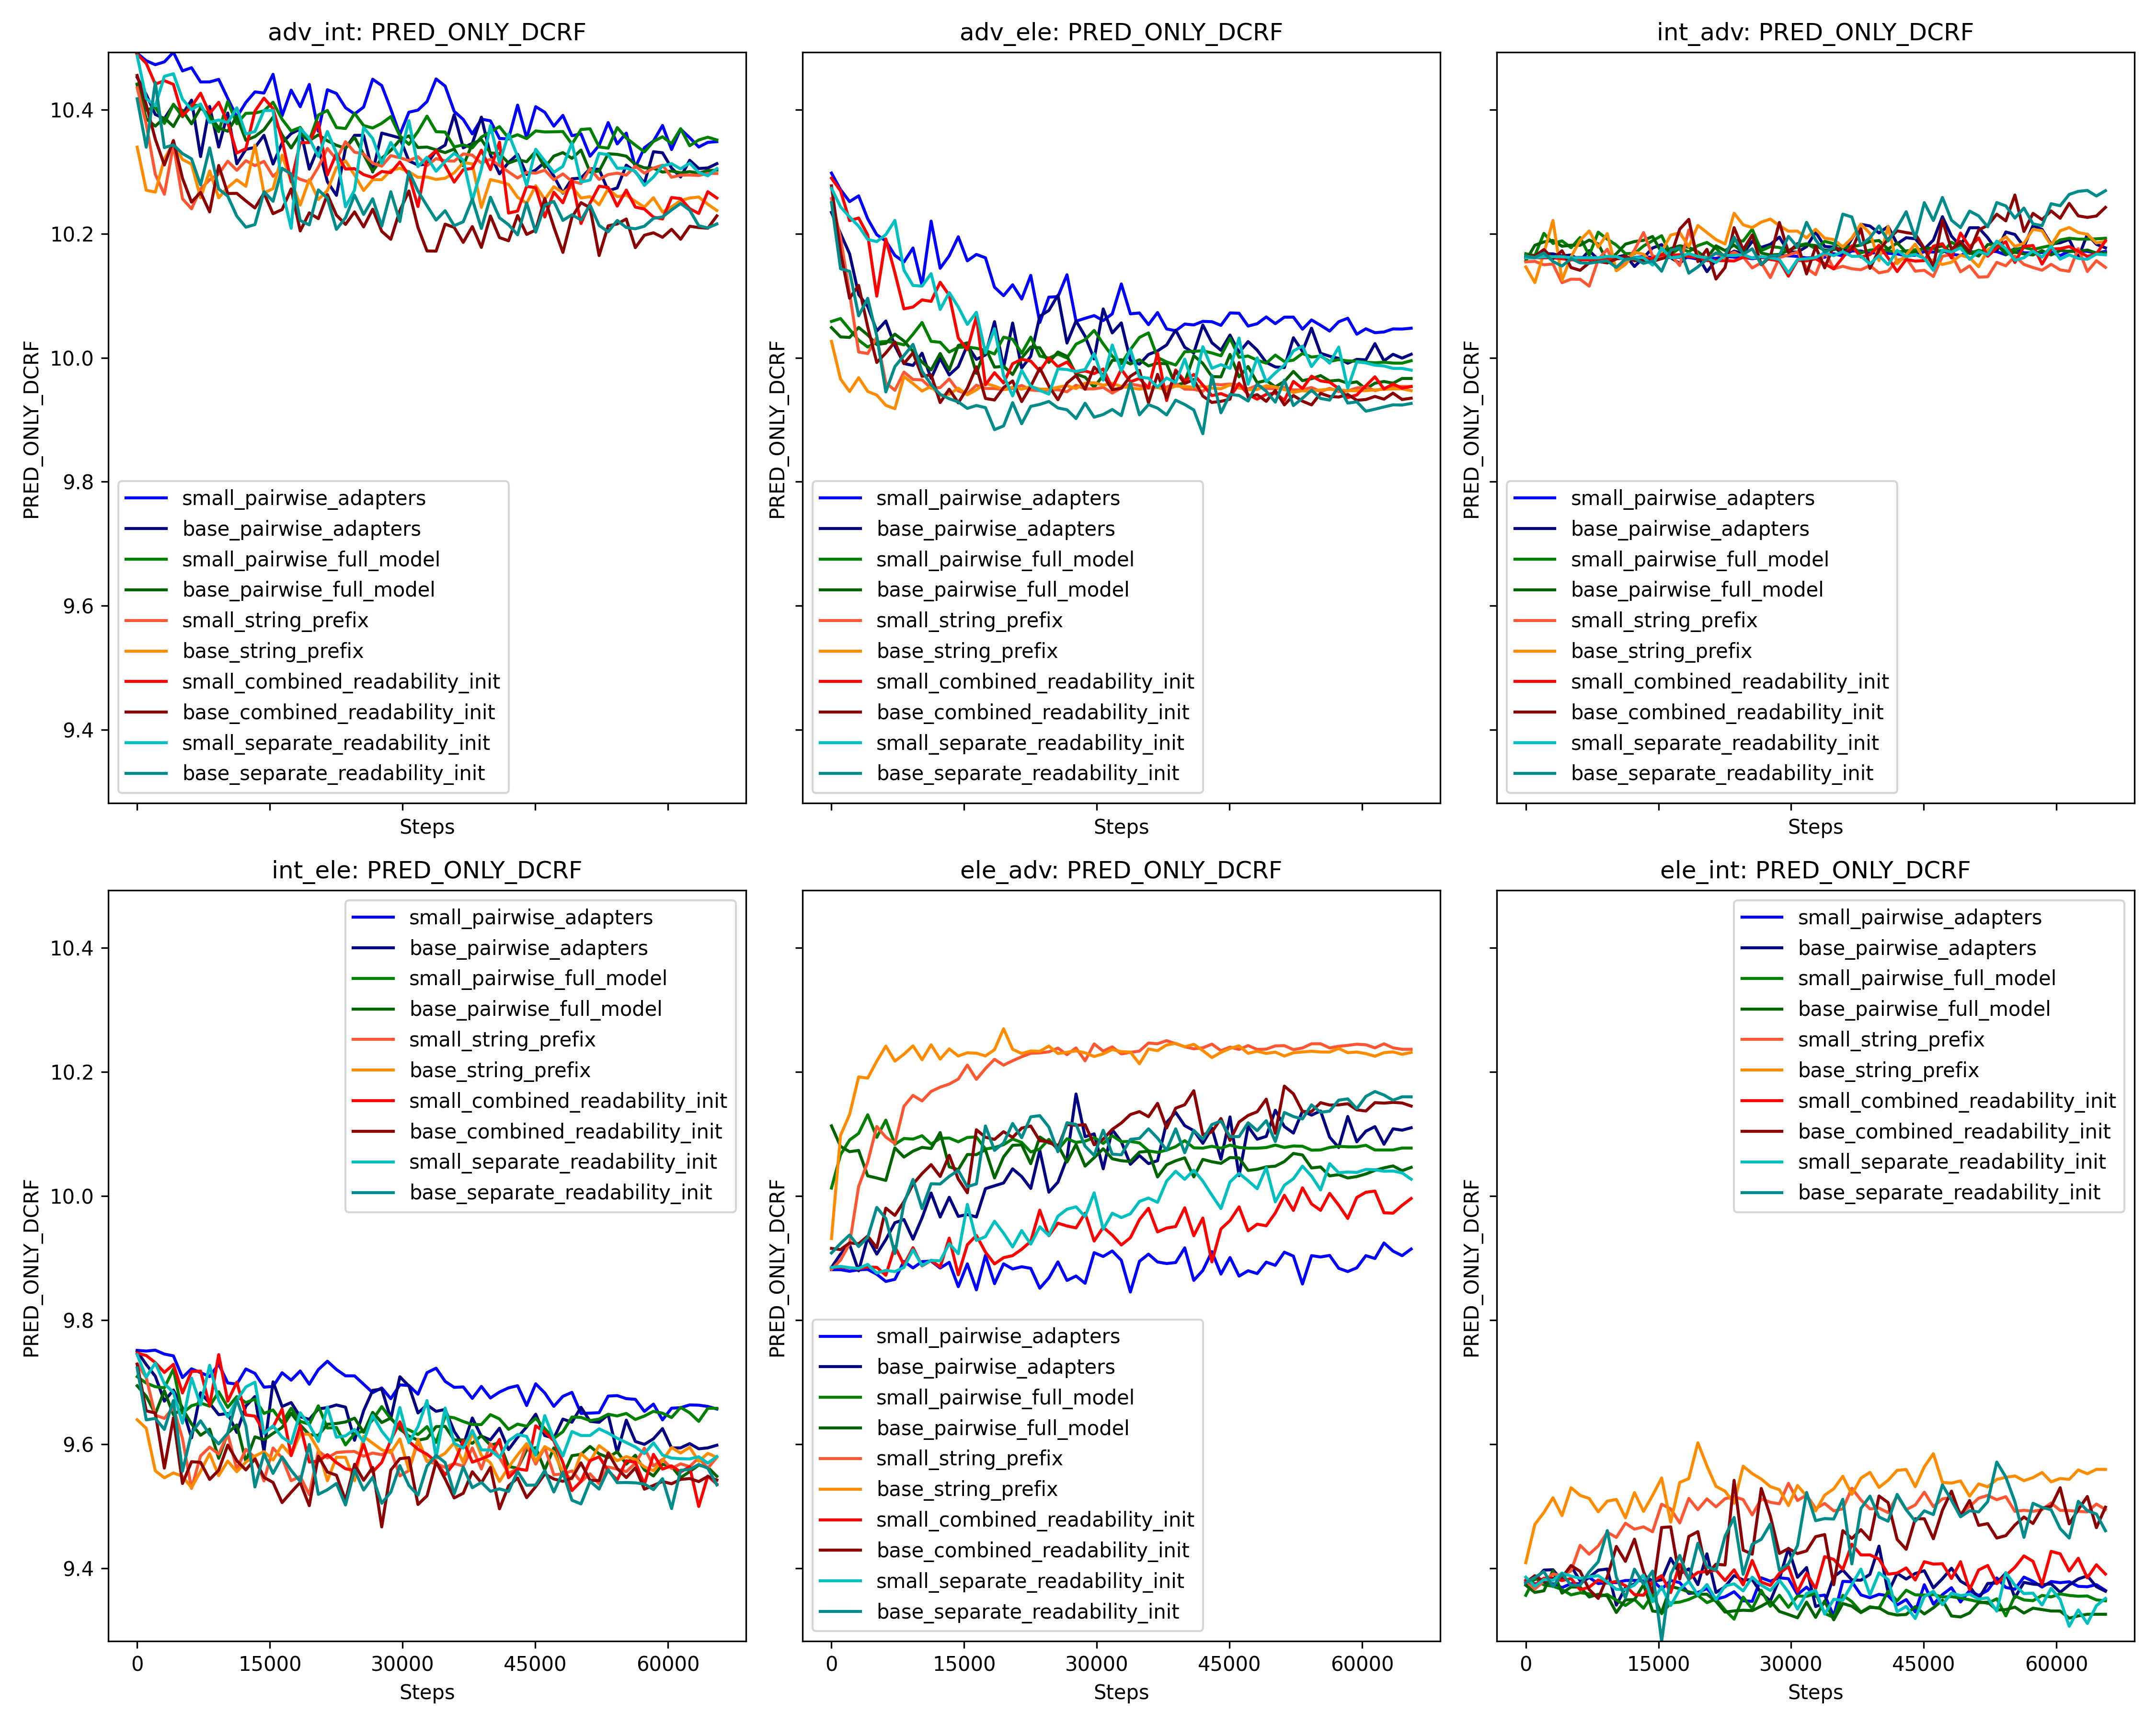 adv_int: PRED_ONLY_DCRF
PRED_ONLY_DCRF
10.4
10.2
10.0
9.8
9.6
9.4
small_pairwise_adapters
base_pairwise_adapters
small_pairwise_full_model
base_pairwise_full_model
small_string_prefix
base_string_prefix
small_combined_readability_init
base_combined_readability_init
small_separate_readability_init
base_separate_readability_init
Steps
adv_ele: PRED_ONLY_DCRF
PRED_ONLY_DCRF
small_pairwise_adapters
base_pairwise_adapters
small_pairwise_full_model
base_pairwise_full_model
small_string_prefix
base_string_prefix
small_combined_readability_init
base_combined_readability_init
small_separate_readability_init
base_separate_readability_init
Steps
int_adv: PRED_ONLY_DCRF
PRED_ONLY_DCRF
small_pairwise_adapters
base_pairwise_adapters
small_pairwise_full_model
base_pairwise_full_model
small_string_prefix
base_string_prefix
small_combined_readability_init
base_combined_readability_init
small_separate_readability_init
base_separate_readability_init
Steps
int_ele: PRED_ONLY_DCRF
PRED_ONLY_DCRF
10.4
10.2
10.0
9.8
9.6
9.4
small_pairwise_adapters
base_pairwise_adapters
small_pairwise_full_model
base_pairwise_full_model
small_string_prefix
base_string_prefix
small_combined_readability_init
base_combined_readability_init
small_separate_readability_init
base_separate_readability_init
0 15000 30000 45000 60000
Steps
ele_adv: PRED_ONLY_DCRF
PRED_ONLY_DCRF
small_pairwise_adapters
base_pairwise_adapters
small_pairwise_full_model
base_pairwise_full_model
small_string_prefix
base_string_prefix
small_combined_readability_init
base_combined_readability_init
small_separate_readability_init
base_separate_readability_init
0 15000 30000 45000 60000
Steps
ele_int: PRED_ONLY_DCRF
PRED_ONLY_DCRF
small_pairwise_adapters
base_pairwise_adapters
small_pairwise_full_model
base_pairwise_full_model
small_string_prefix
base_string_prefix
small_combined_readability_init
base_combined_readability_init
small_separate_readability_init
base_separate_readability_init
0 15000 30000 45000 60000
Steps